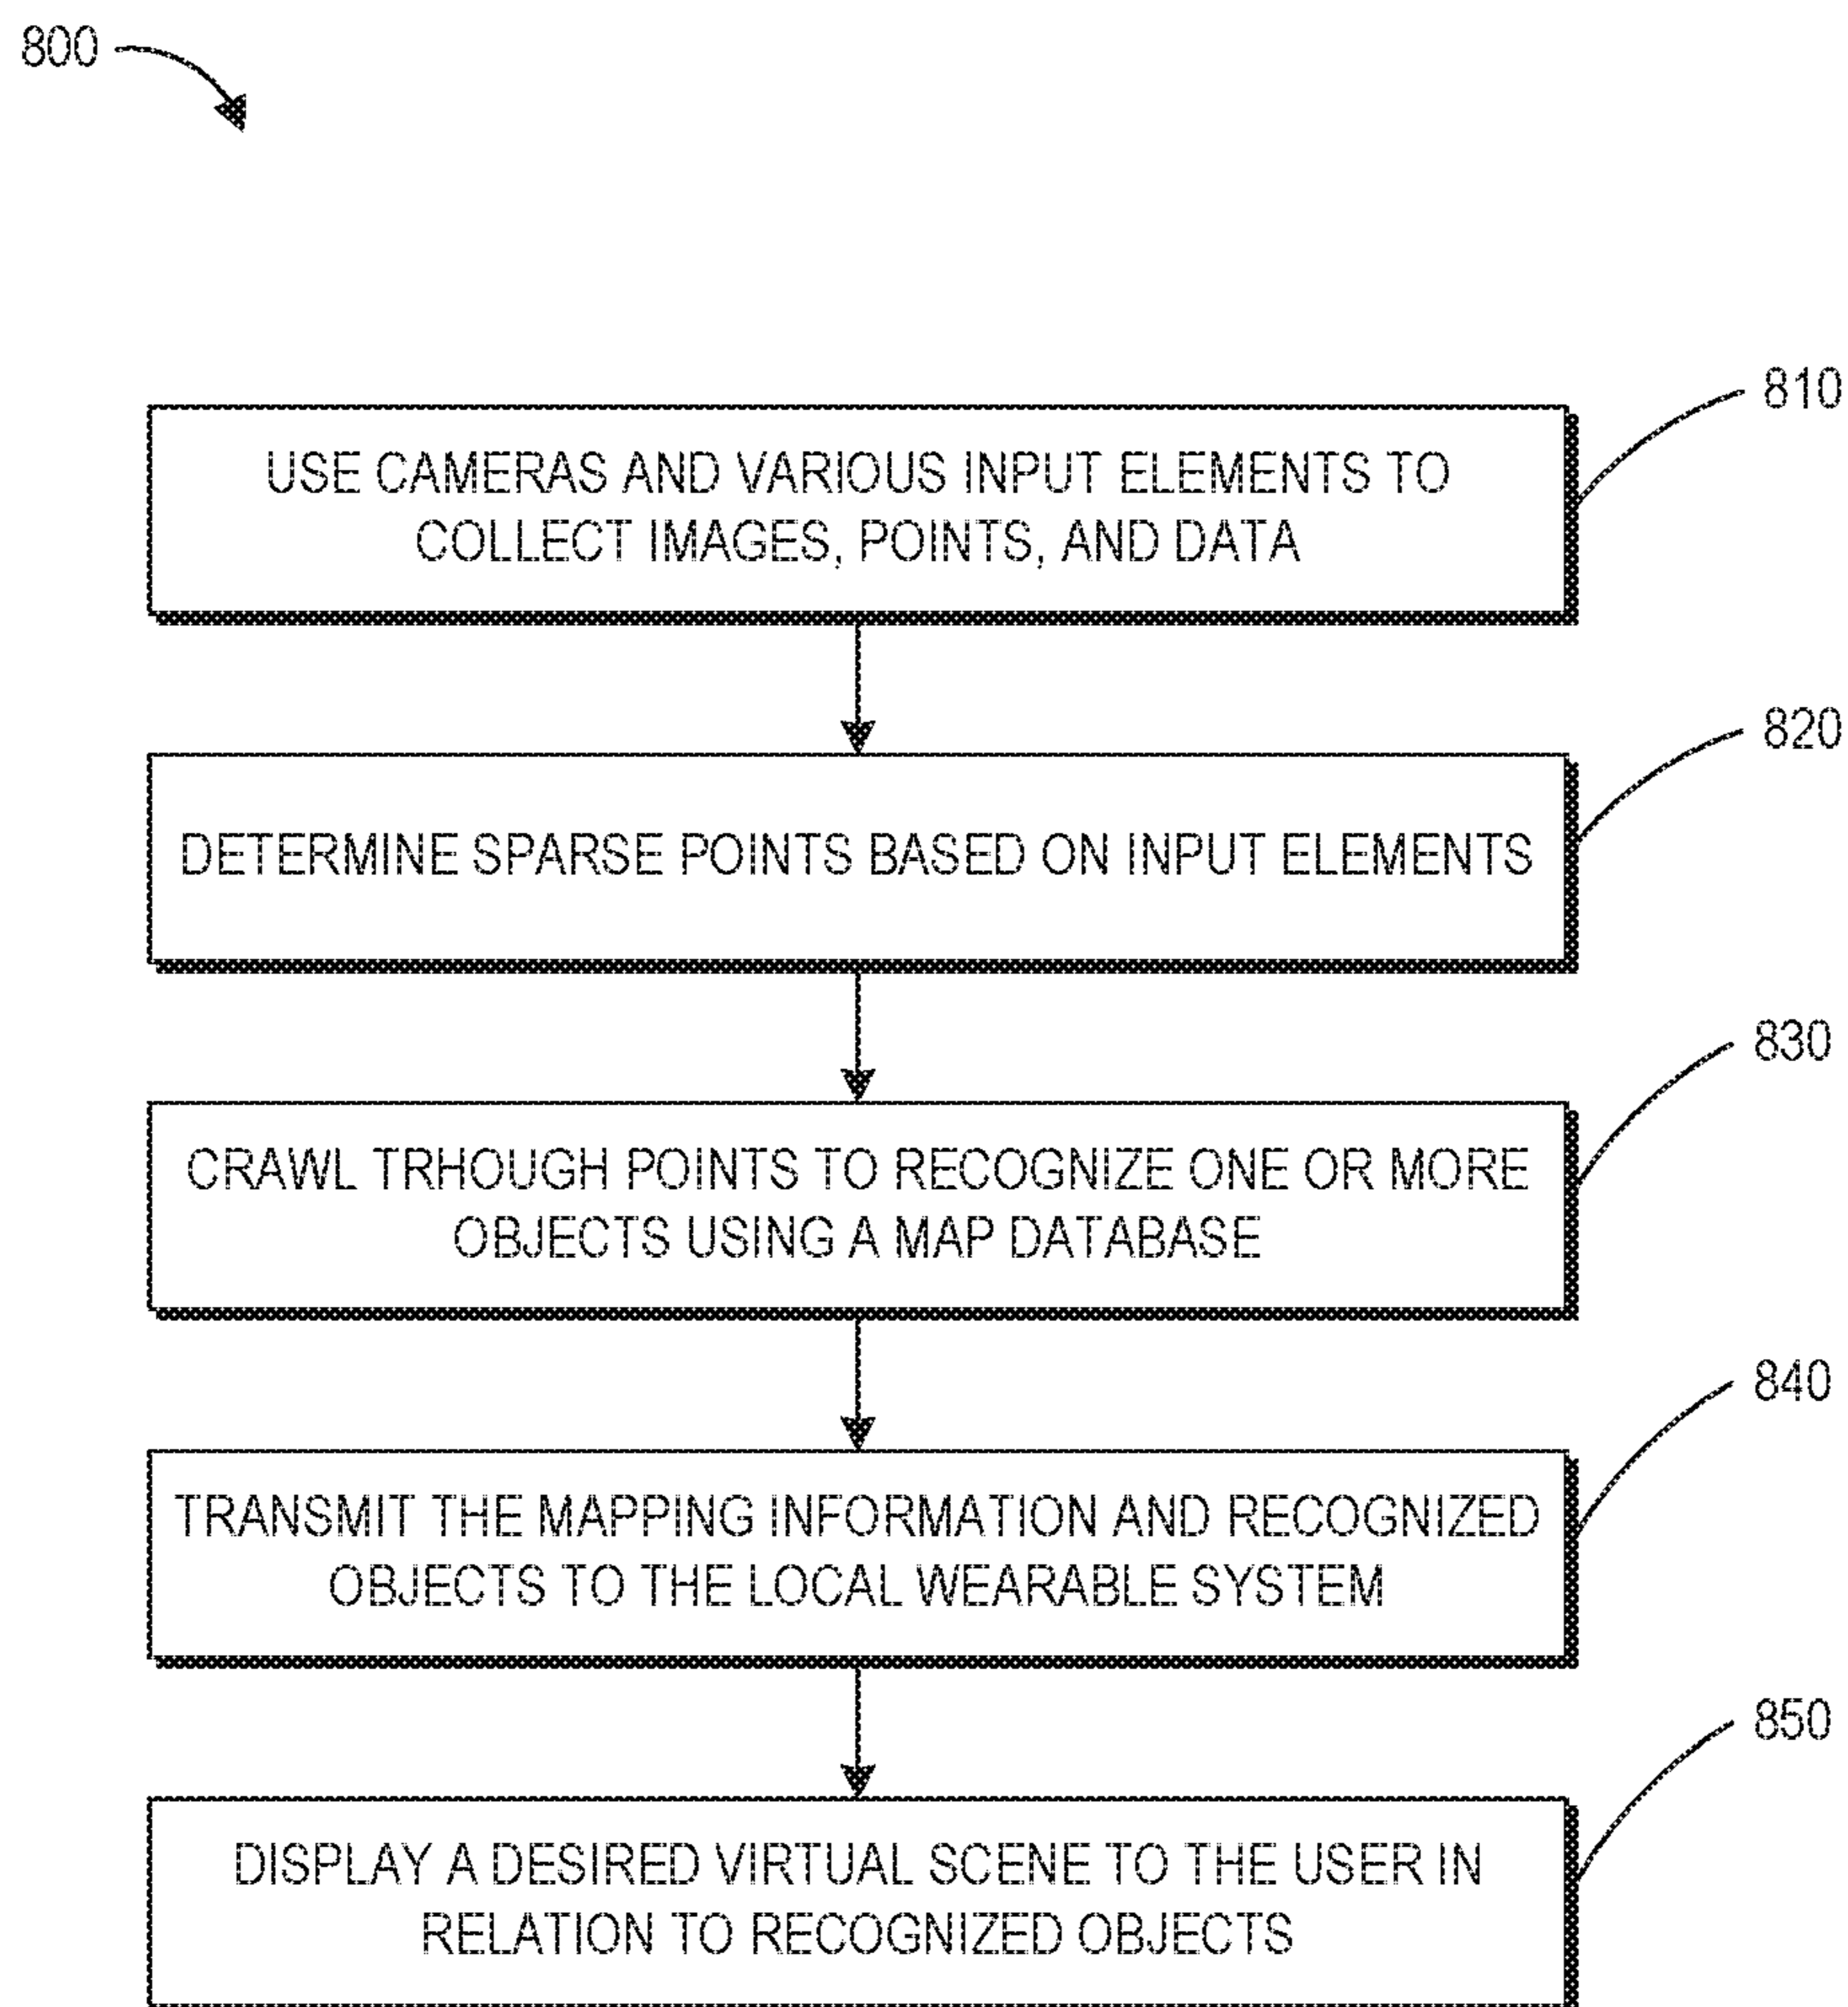 800
810
USE CAMERAS AND VARIOUS INPUT ELEMENTS TO
COLLECT IMAGES, POINTS, AND DATA
820
DETERMINE SPARSE POINTS BASED ON INPUT ELEMENTS
830
CRAWL TRHOUGH POINTS TO RECOGNIZE ONE OR MORE
OBJECTS USING A MAP DATABASE
840
TRANSMIT THE MAPPING INFORMATION AND RECOGNIZED
OBJECTS TO THE LOCAL WEARABLE SYSTEM
850
DISPLAY A DESIRED VIRTUAL SCENE TO THE USER IN
RELATION TO RECOGNIZED OBJECTS